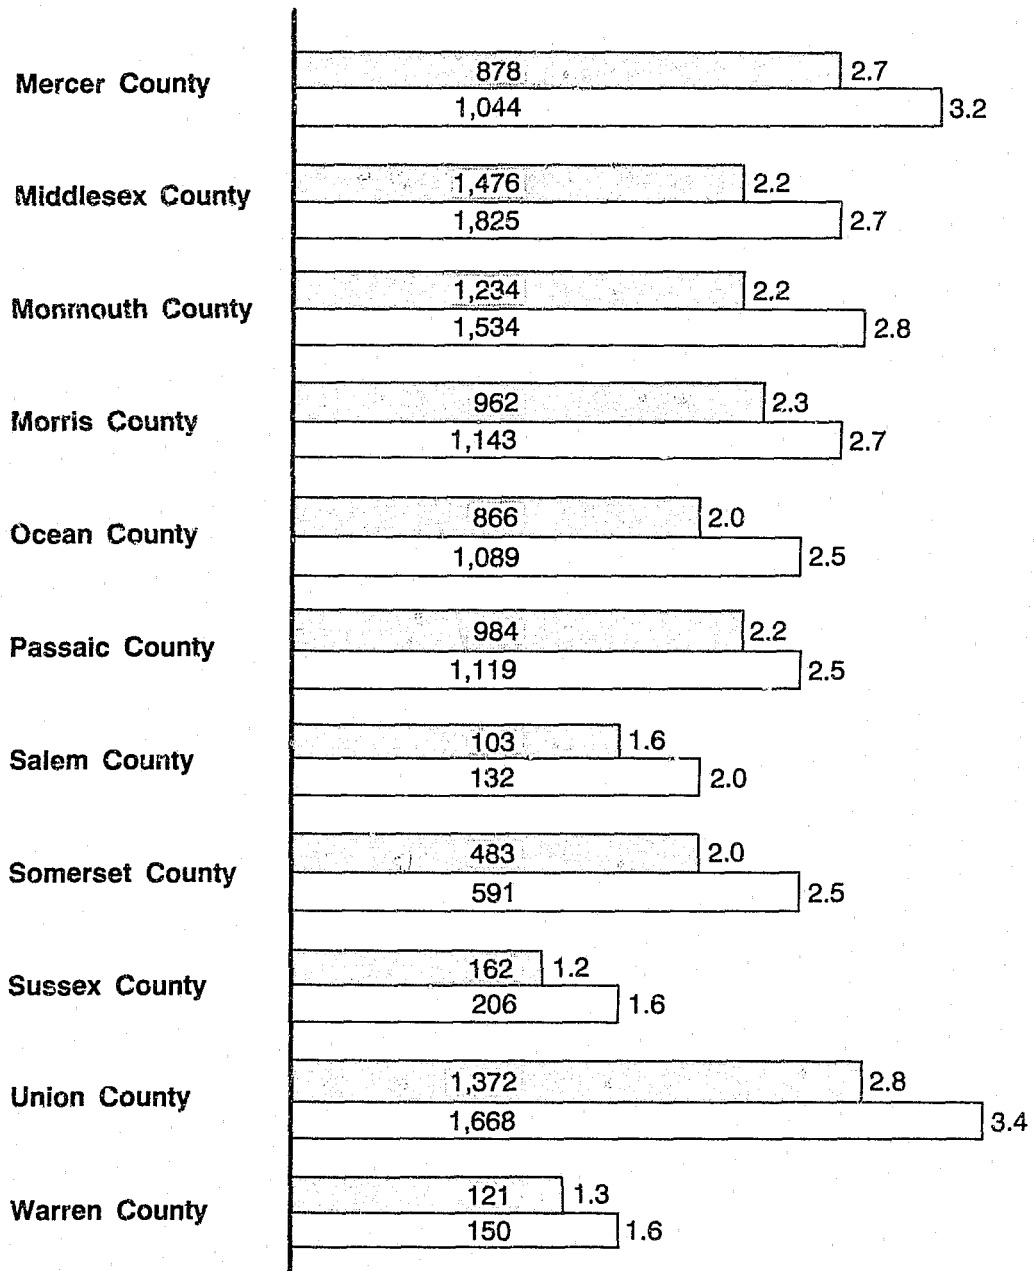 878 2.7
Mercer County
1,044 3.2
1,476 2.2
Middlesex County
1,825 2.7
1,234 2.2
Monmouth County
1,534 2.8
962 2.3
Morris County
1,143 2.7
866 2.0
Ocean County
1,089 2.5
984 2.2
Passaic County
1,119 2.5
103 1.6
Salem County
132 2.0
483 2.0
Somerset County
591 2.5
162 1.2
Sussex County
206 1.6
1,372 2.8
Union County
1,668 3.4
121 1.3
Warren County
150 1.6